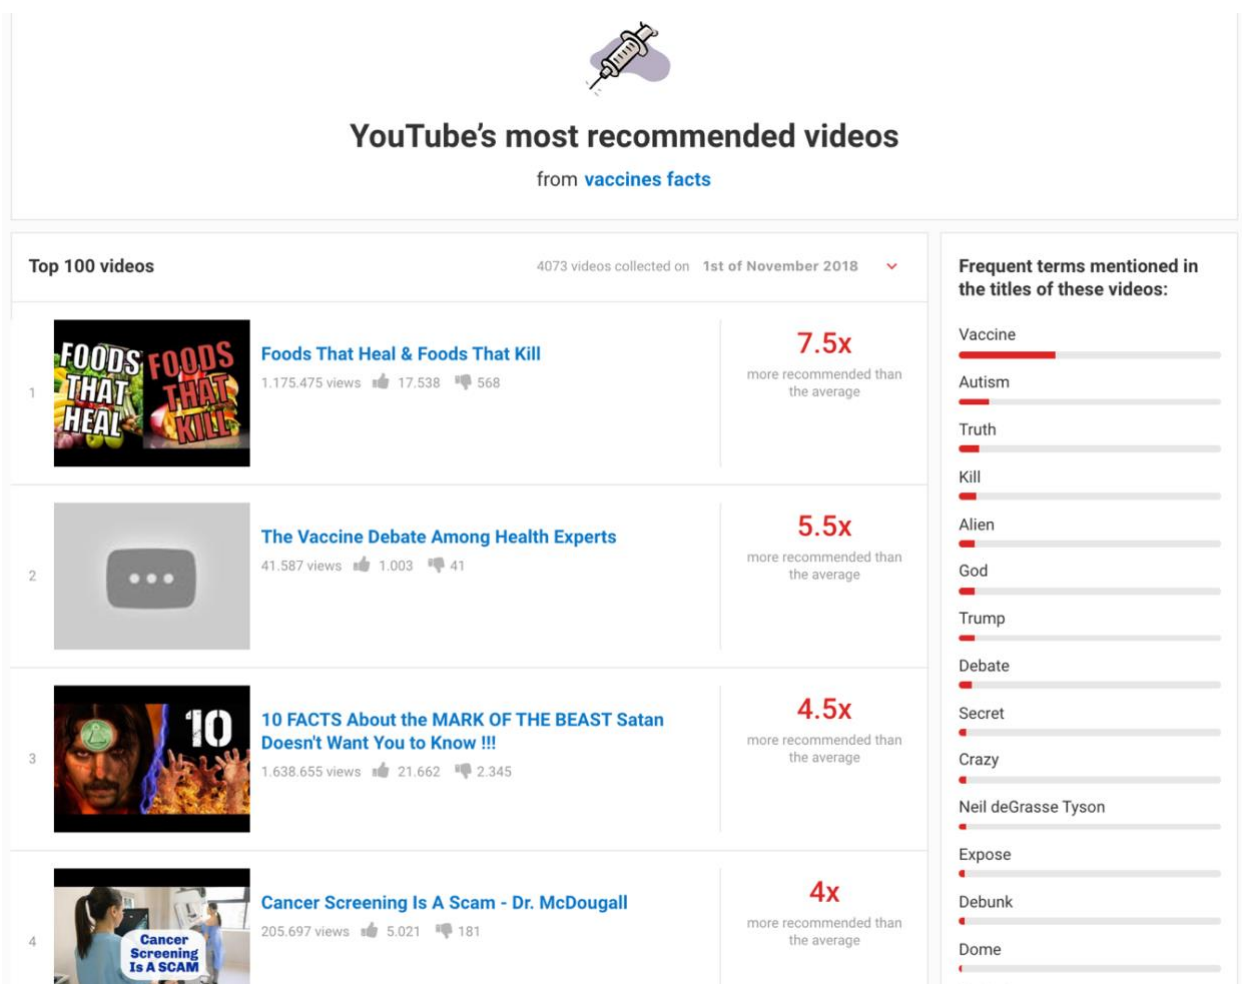 YouTube's most recommended videos
from vaccines facts
Top 100 videos
4073 videos collected on 1st of November 2018
1
FOODS THAT HEAL
FOODS THAT KILL
Foods That Heal & Foods That Kill
1.175.475 views 17.538 568
7.5x
more recommended than
the average
2
The Vaccine Debate Among Health Experts
41.587 views 1.003 41
5.5x
more recommended than
the average
3
10
10 FACTS About the MARK OF THE BEAST Satan
Doesn't Want You to Know !!!
1.638.655 views 21.662 2.345
4.5x
more recommended than
the average
4
Cancer
Screening
Is A SCAM
Cancer Screening Is A Scam - Dr. McDougall
205.697 views 5.021 181
4x
more recommended than
the average
Frequent terms mentioned in
the titles of these videos:
Vaccine
Autism
Truth
Kill
Alien
God
Trump
Debate
Secret
Crazy
Neil deGrasse Tyson
Expose
Debunk
Dome